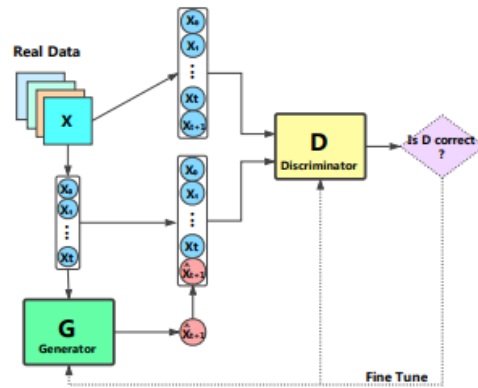 Real Data
X
X₀
X₁
⋮
Xt
Xt+1
X₀
X₁
⋮
Xt
X₀
X₁
⋮
Xt
X̂t+1
G
Generator
X̂t+1
D
Discriminator
Is D correct
?
Fine Tune